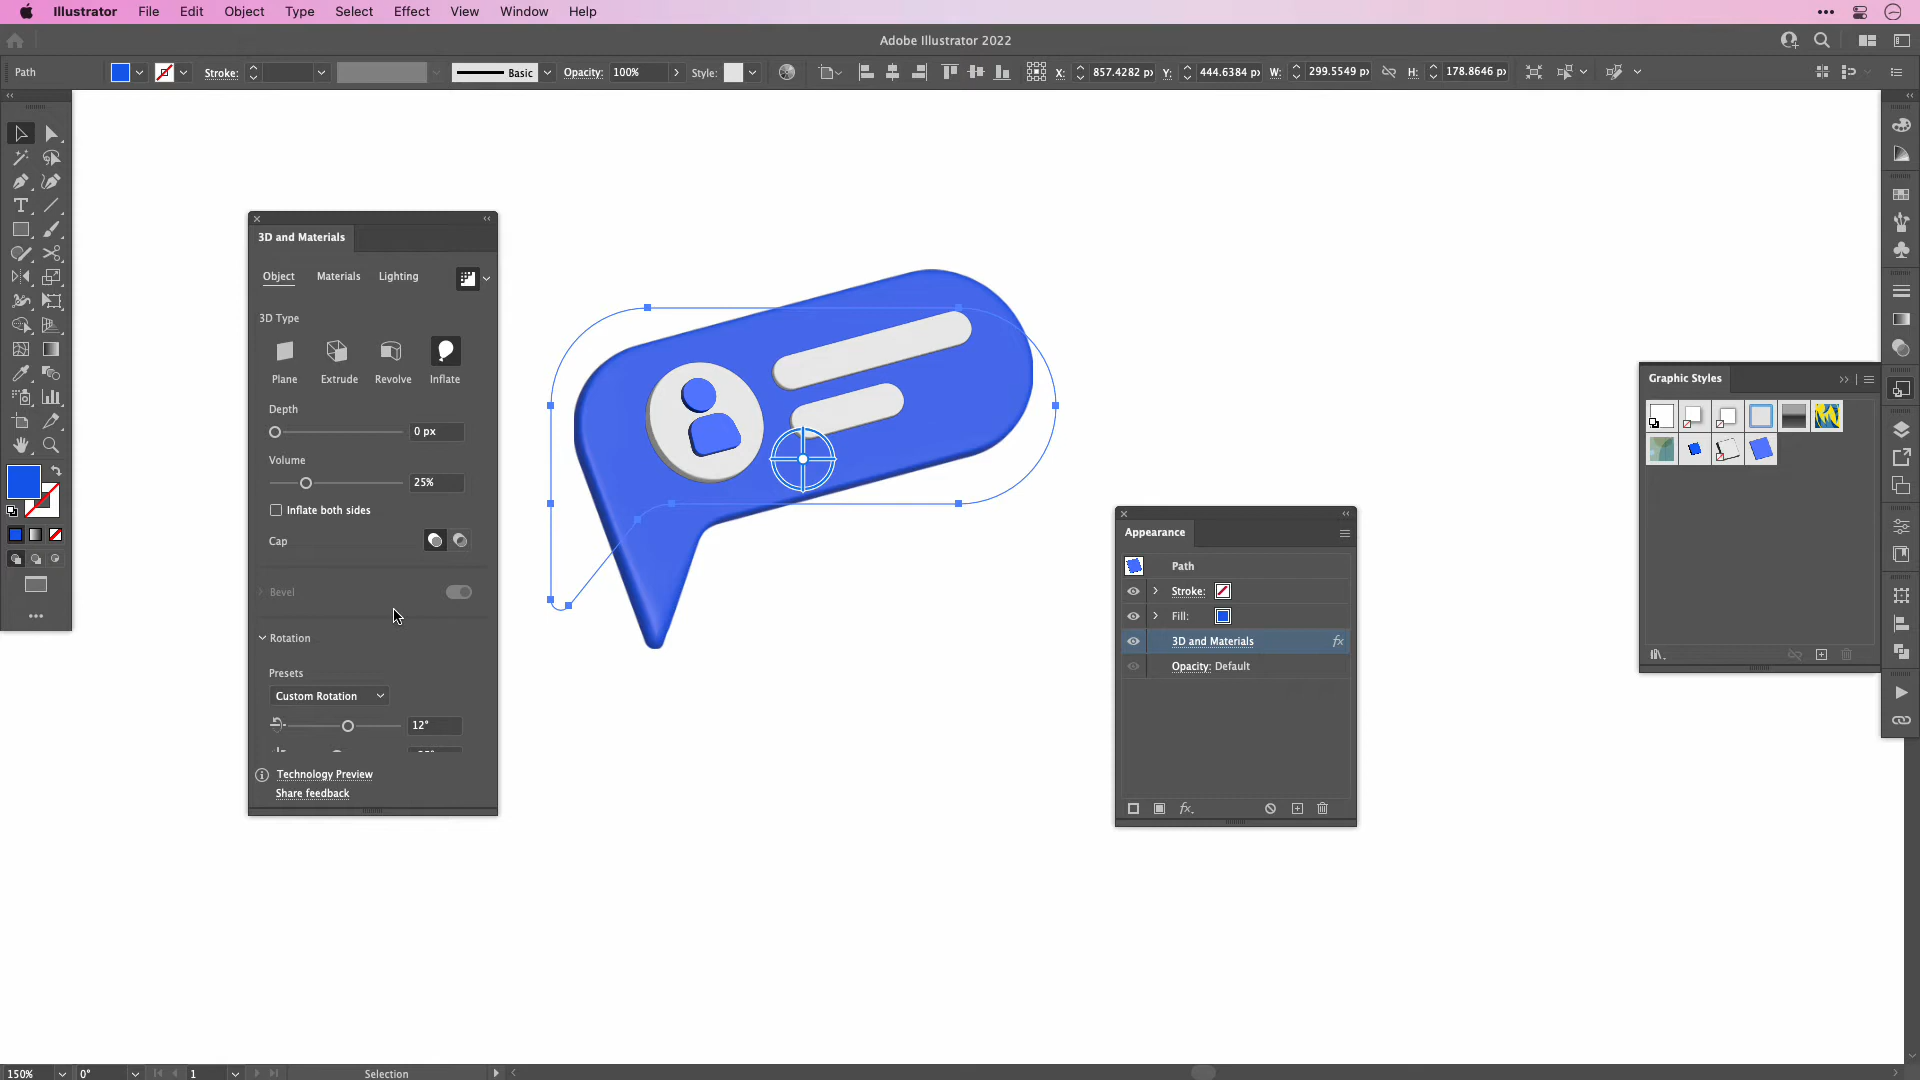 Illustrator File Edit Object Type Select Effect View Window Help
Adobe Illustrator 2022
Path Stroke: Basic Opacity: 100% Style: X: 857.4282 px Y: 444.6384 px W: 299.5549 px H: 178.8646 px
3D and Materials
Object Materials Lighting
3D Type
Plane Extrude Revolve Inflate
Depth
0 px
Volume
25%
Inflate both sides
Cap
Bevel
Rotation
Presets
Custom Rotation
12°
Technology Preview
Share feedback
Appearance
Path
Stroke:
Fill:
3D and Materials fx
Opacity: Default
fx
Graphic Styles
150% 0° 1 Selection